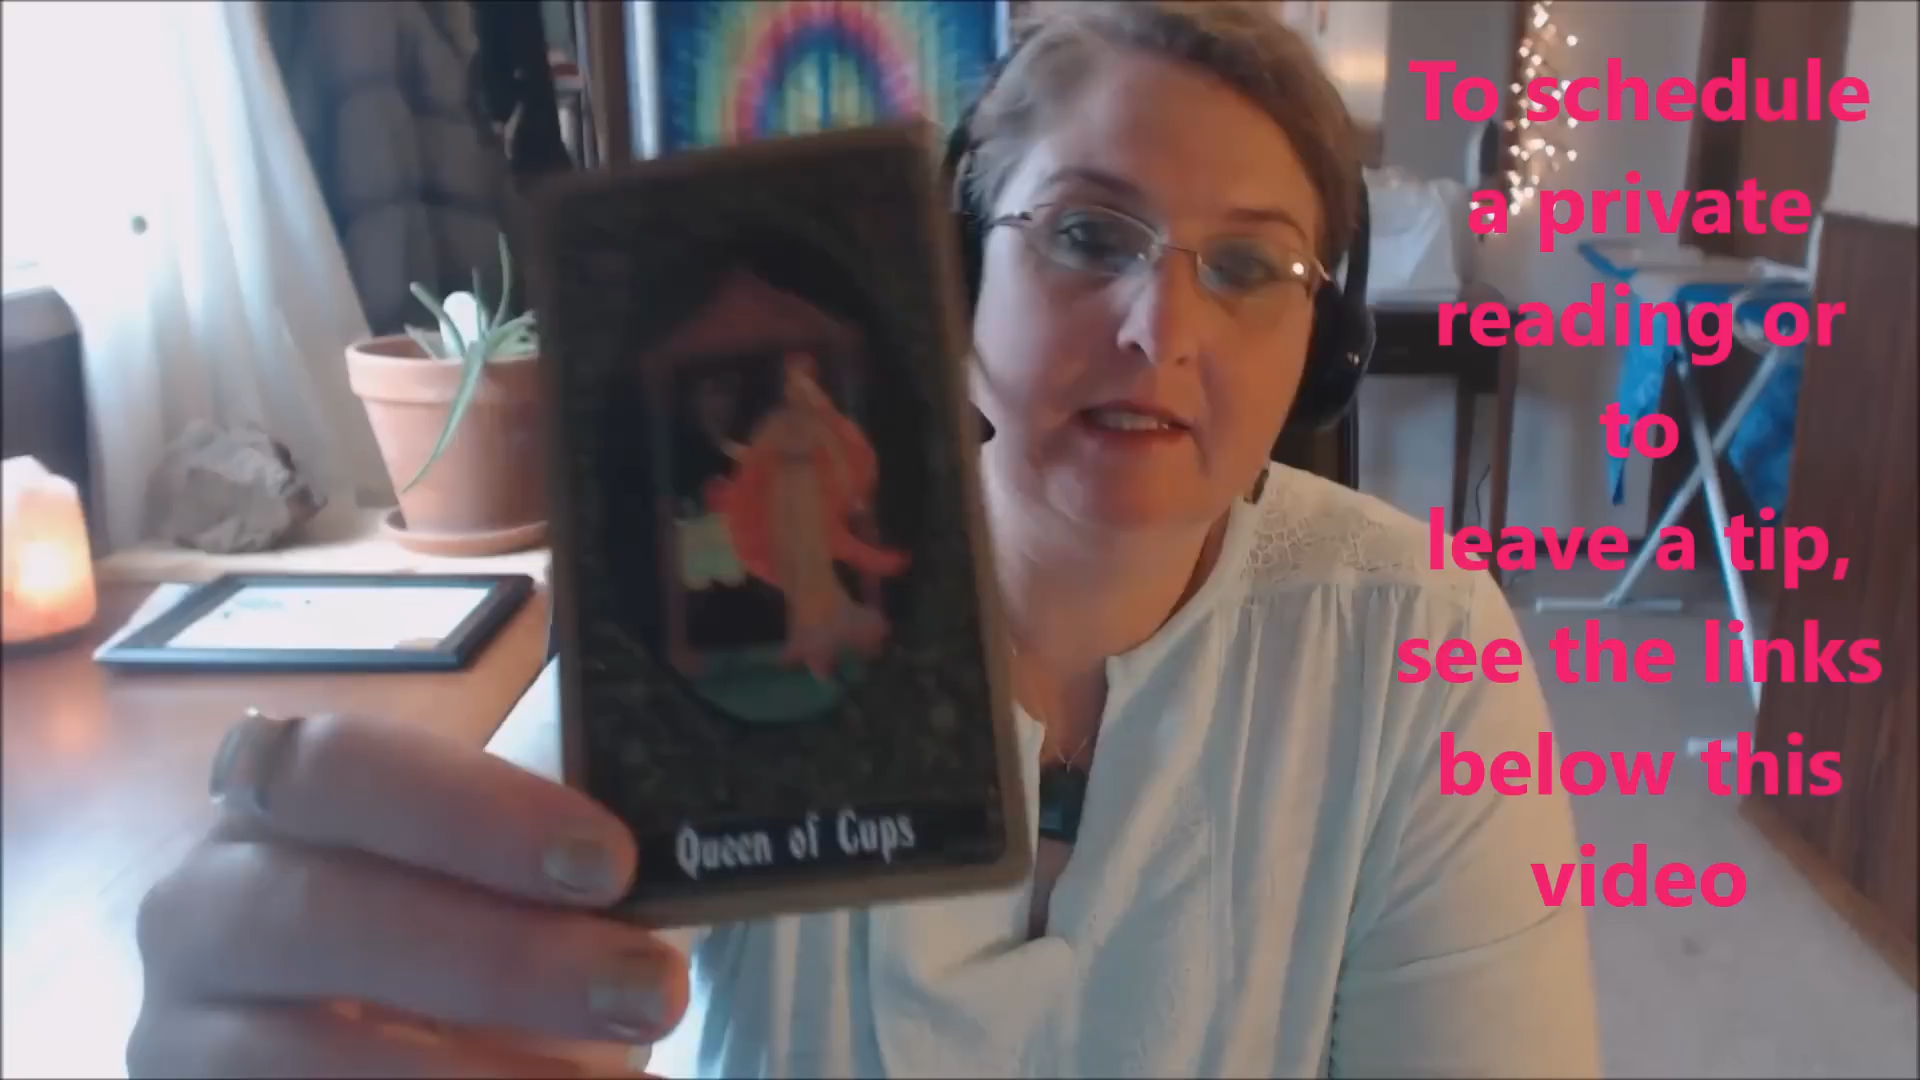 To schedule
a private
reading or
to
leave a tip,
see the links
below this
video
Queen of Cups